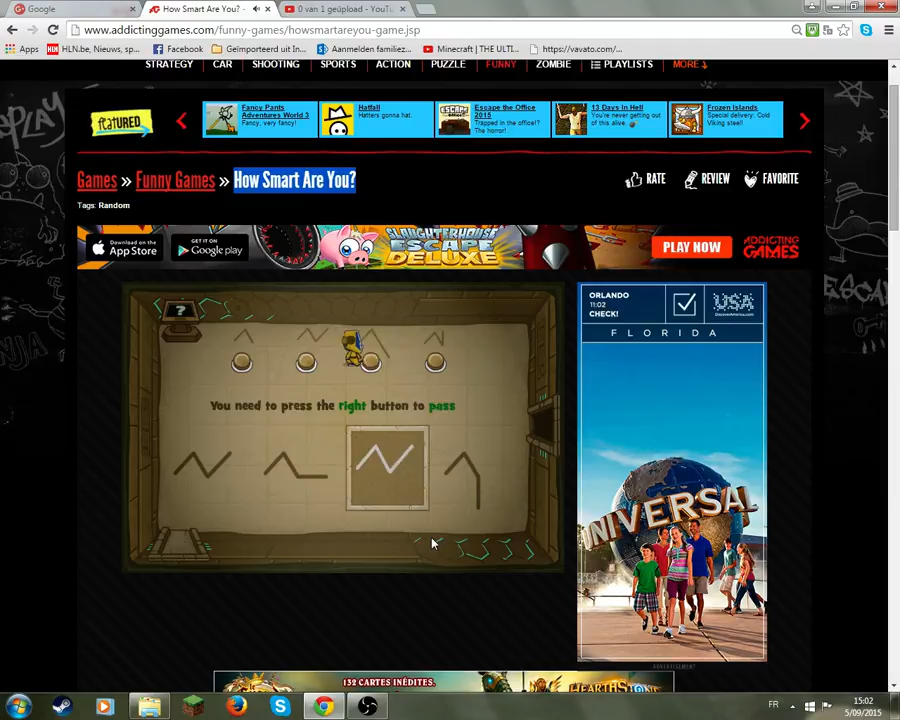 Google
How Smart Are You? -
0 van 1 geüpload - YouTu
www.addictinggames.com/funny-games/howsmartareyou-game.jsp
Apps
HLN.be, Nieuws, sp...
Facebook
Geïmporteerd uit In...
Aanmelden familiez...
Minecraft | THE ULTI...
https://vavato.com/...
STRATEGY
CAR
SHOOTING
SPORTS
ACTION
PUZZLE
FUNNY
ZOMBIE
PLAYLISTS
MORE
FEATURED
Fancy Pants
Adventures World 3
Fancy, very fancy!
Hatfall
Hatters gonna hat.
ESCAPE
OFFICE
Escape the Office
2015
Trapped in the office!?
The horror!
13 Days In Hell
You're never getting out
of this alive.
Frozen Islands
Special delivery: Cold
Viking steel!
Games » Funny Games » How Smart Are You?
RATE
REVIEW
FAVORITE
Tags: Random
Download on the
App Store
GET IT ON
Google play
SLAUGHTERHOUSE
ESCAPE
DELUXE
PLAY NOW
ADDICTING
GAMES
?
You need to press the right button to pass
ORLANDO
11:02
CHECK!
USA
DiscoverAmerica.com
FLORIDA
UNIVERSAL
ADVERTISEMENT
132 CARTES INÉDITES.
HEARTHSTONE
FR
15:02
5/09/2015